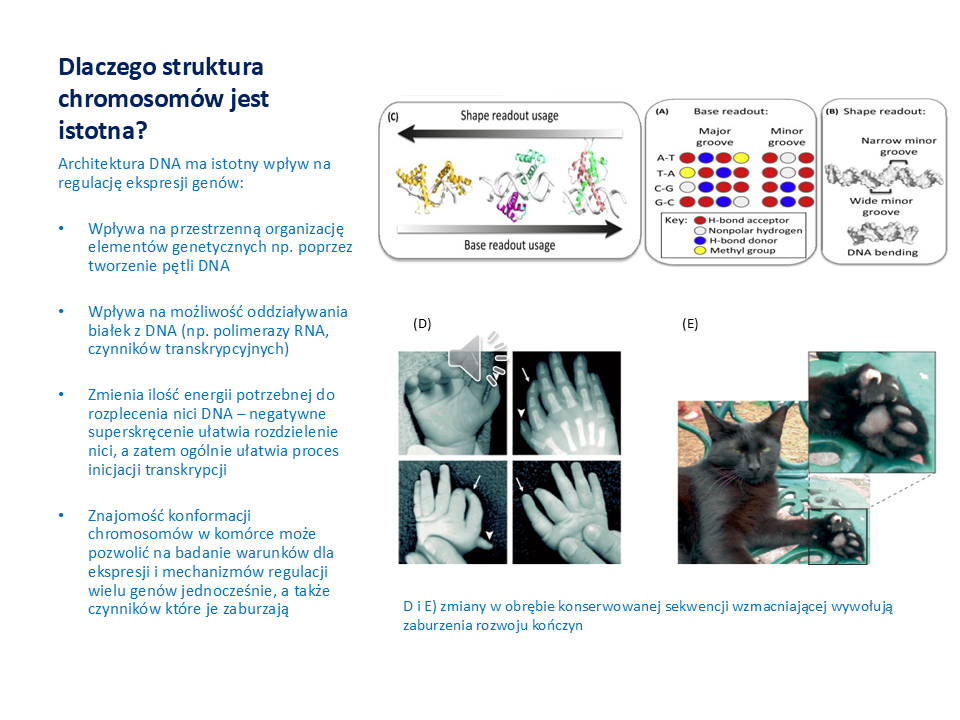 Dlaczego struktura
chromosomów jest
istotna?
Architektura DNA ma istotny wpływ na
regulację ekspresji genów:
• Wpływa na przestrzenną organizację
elementów genetycznych np. poprzez
tworzenie pętli DNA
• Wpływa na możliwość oddziaływania
białek z DNA (np. polimerazy RNA,
czynników transkrypcyjnych)
• Zmienia ilość energii potrzebnej do
rozplecenia nici DNA – negatywne
superskręcenie ułatwia rozdzielenie
nici, a zatem ogólnie ułatwia proces
inicjacji transkrypcji
• Znajomość konformacji
chromosomów w komórce może
pozwolić na badanie warunków dla
ekspresji i mechanizmów regulacji
wielu genów jednocześnie, a także
czynników które je zaburzają
(C)
Shape readout usage
Base readout usage
(A) Base readout:
Major groove
Minor groove
A-T
T-A
C-G
G-C
Key:
H-bond acceptor
Nonpolar hydrogen
H-bond donor
Methyl group
(B) Shape readout:
Narrow minor
groove
Wide minor
groove
DNA bending
(D)
(E)
D i E) zmiany w obrębie konserwowanej sekwencji wzmacniającej wywołują
zaburzenia rozwoju kończyn